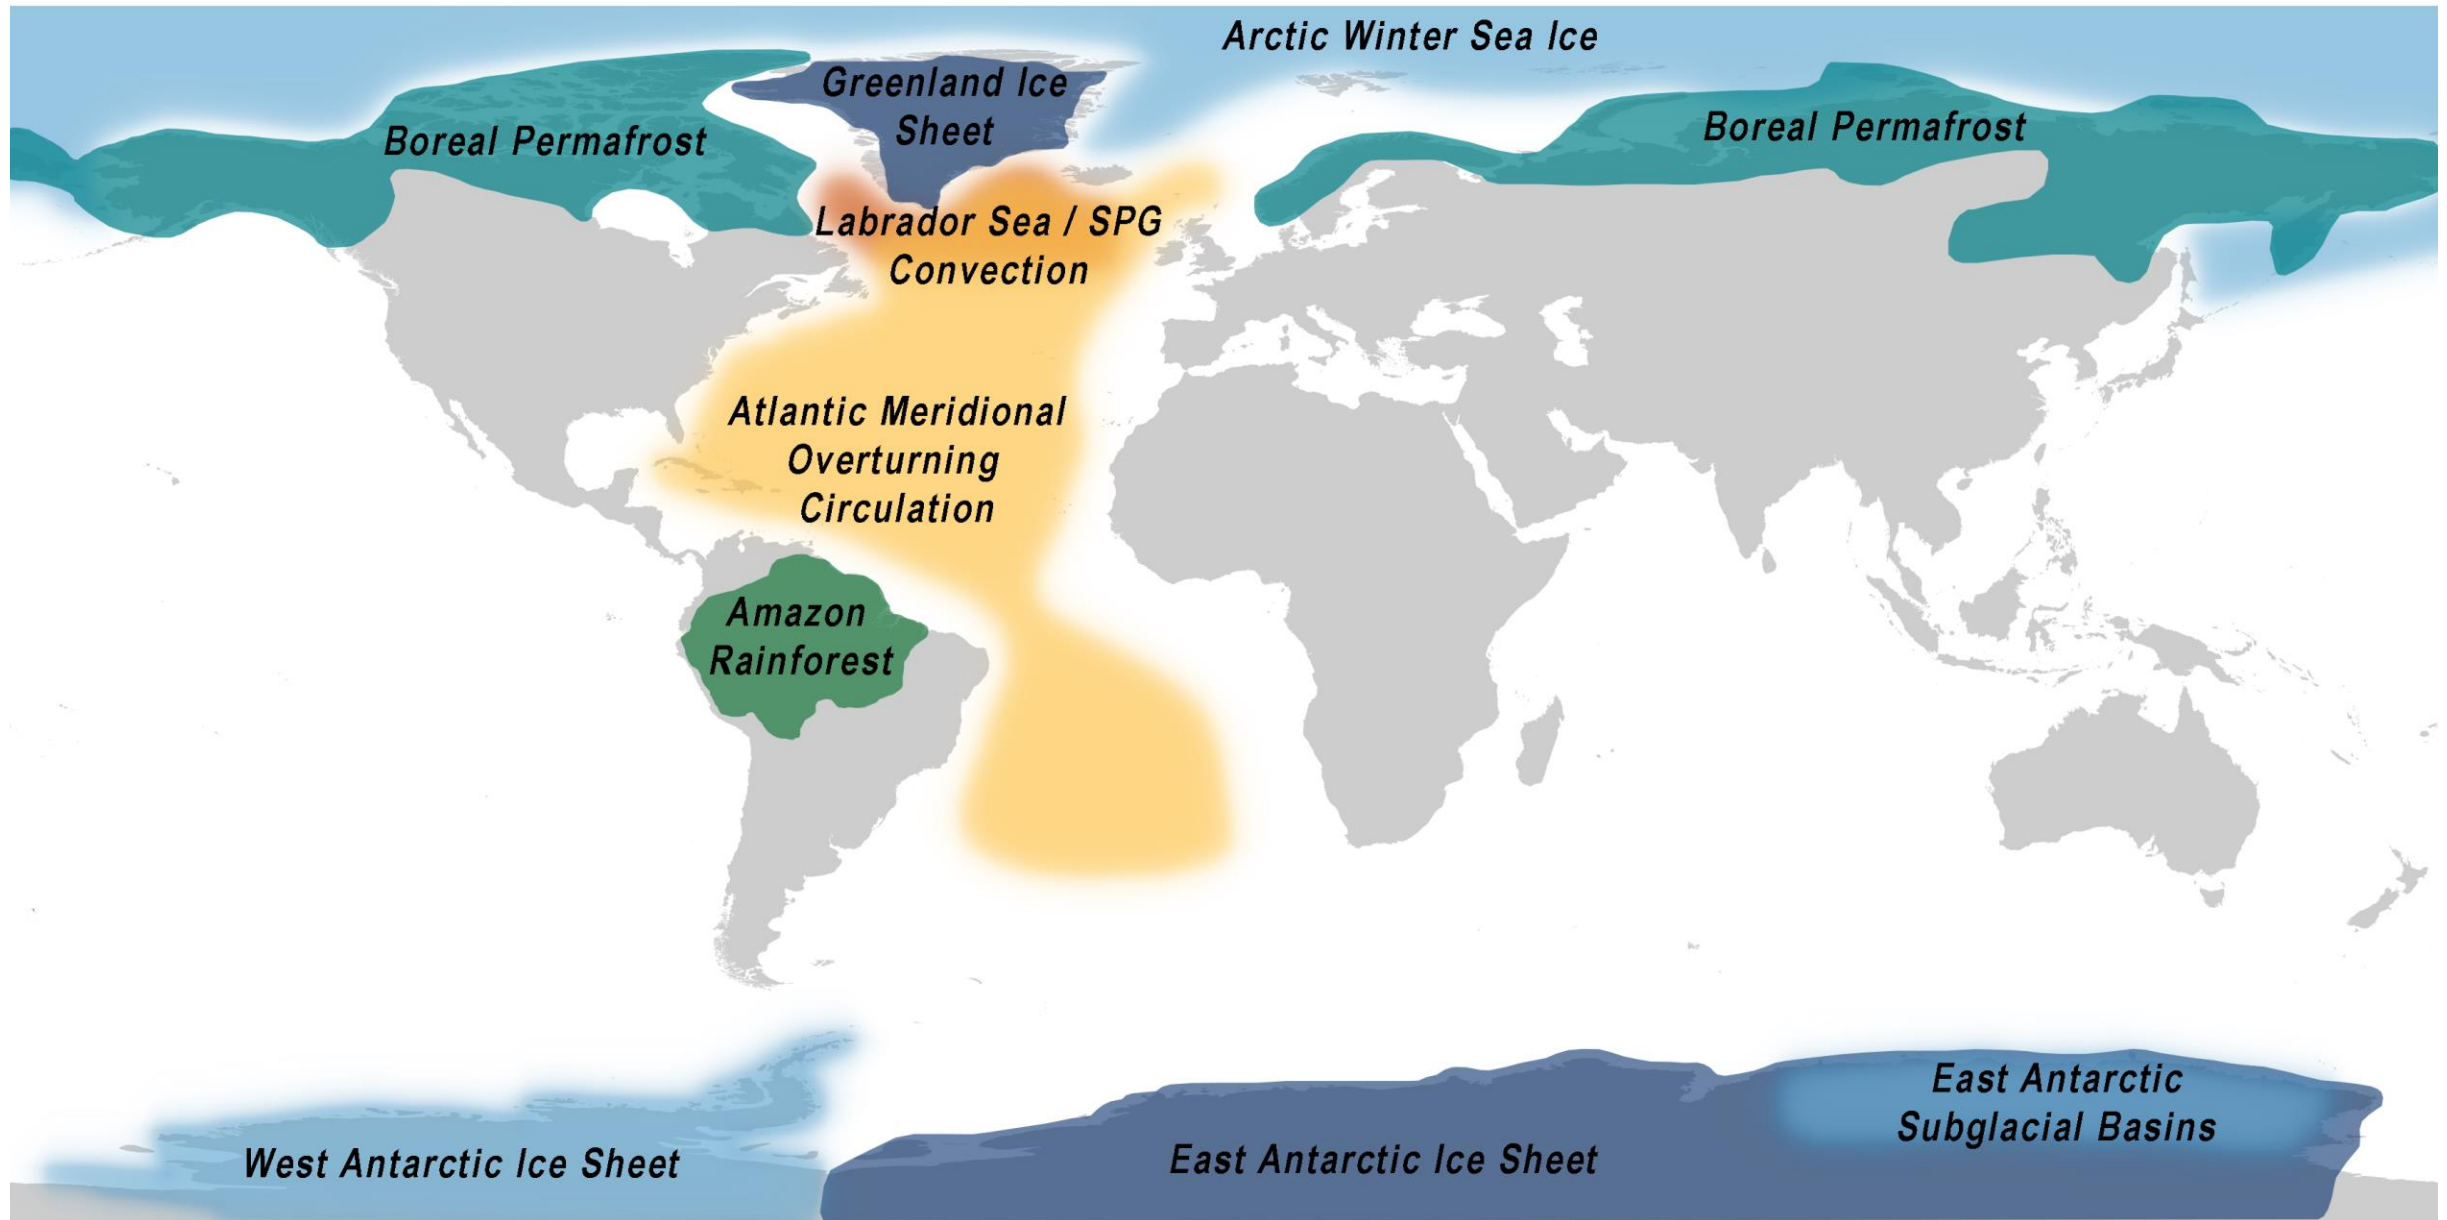 Arctic Winter Sea Ice
Greenland Ice
Sheet
Boreal Permafrost
Boreal Permafrost
Labrador Sea / SPG
Convection
Atlantic Meridional
Overturning
Circulation
Amazon
Rainforest
East Antarctic
Subglacial Basins
West Antarctic Ice Sheet
East Antarctic Ice Sheet